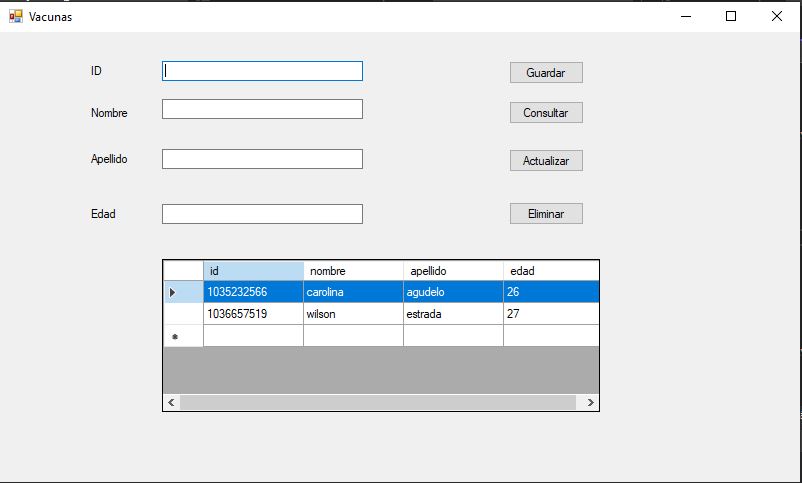 Vacunas
ID Guardar
Nombre Consultar
Apellido Actualizar
Edad Eliminar
id nombre apellido edad
1035232566 carolina agudelo 26
1036657519 wilson estrada 27